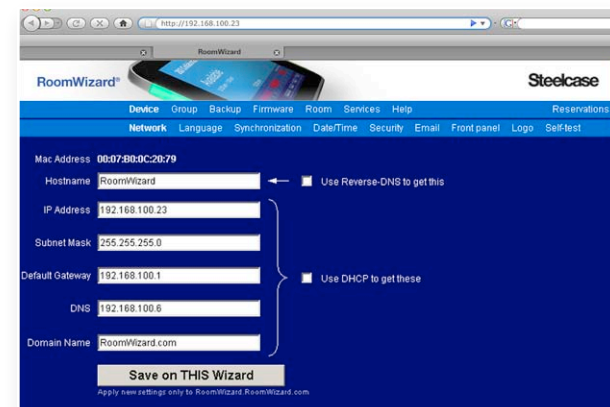 http://192.168.100.23
RoomWizard
RoomWizard® Steelcase
Device Group Backup Firmware Room Services Help Reservations
Network Language Synchronization Date/Time Security Email Front panel Logo Self-test
Mac Address 00:07:B0:0C:20:79
Hostname RoomWizard Use Reverse-DNS to get this
IP Address 192.168.100.23
Subnet Mask 255.255.255.0
Default Gateway 192.168.100.1 Use DHCP to get these
DNS 192.168.100.6
Domain Name RoomWizard.com
Save on THIS Wizard
Apply new settings only to RoomWizard.RoomWizard.com